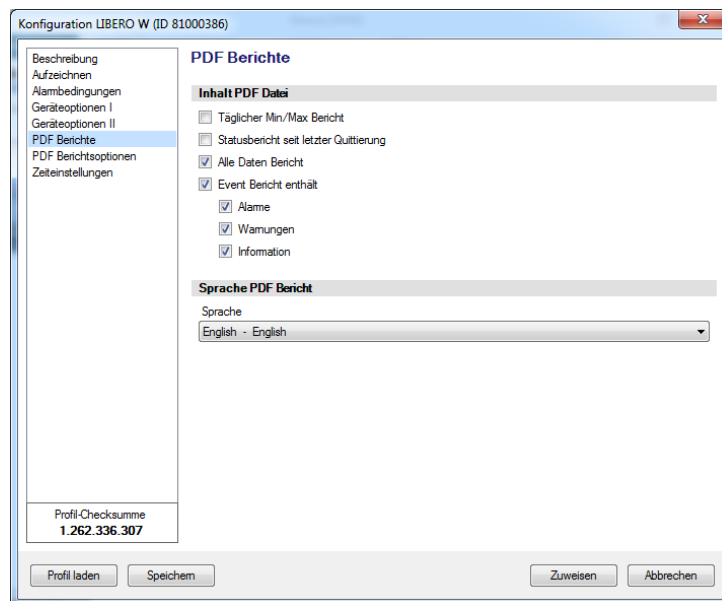 Konfiguration LIBERO W (ID 81000386)
Beschreibung
Aufzeichnen
Alarmbedingungen
Geräteoptionen I
Geräteoptionen II
PDF Berichte
PDF Berichtsoptionen
Zeiteinstellungen
Profil-Checksumme
1.262.336.307
PDF Berichte
Inhalt PDF Datei
Täglicher Min/Max Bericht
Statusbericht seit letzter Quittierung
Alle Daten Bericht
Event Bericht enthält
Alarme
Warnungen
Information
Sprache PDF Bericht
Sprache
English - English
Profil laden
Speichern
Zuweisen
Abbrechen